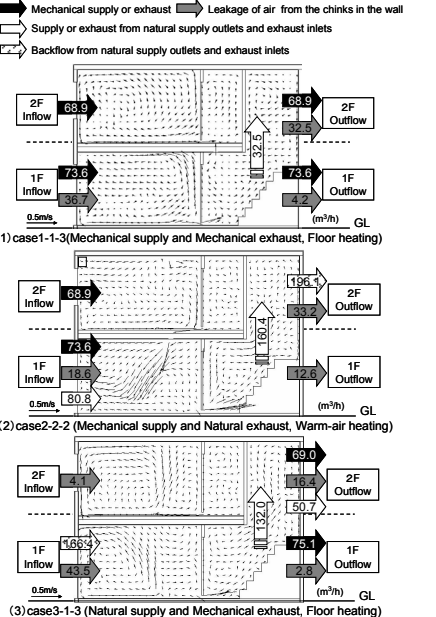 Mechanical supply or exhaust Leakage of air from the chinks in the wall
Supply or exhaust from natural supply outlets and exhaust inlets
Backflow from natural supply outlets and exhaust inlets
2F Inflow 68.9 68.9 2F Outflow
32.5
32.5
1F Inflow 73.6 73.6 1F Outflow
36.7 4.2
0.5m/s (m³/h) GL
1)case1-1-3(Mechanical supply and Mechanical exhaust, Floor heating)
196.1
2F Inflow 68.9 33.2 2F Outflow
160.4
73.6
1F Inflow 18.6 12.6 1F Outflow
80.8
0.5m/s (m³/h) GL
(2)case2-2-2 (Mechanical supply and Natural exhaust, Warm-air heating)
69.0
2F Inflow 4.1 16.4 2F Outflow
50.7
132.0
1F Inflow 166.4 75.1 1F Outflow
43.5 2.8
0.5m/s (m³/h) GL
(3)case3-1-3 (Natural supply and Mechanical exhaust, Floor heating)